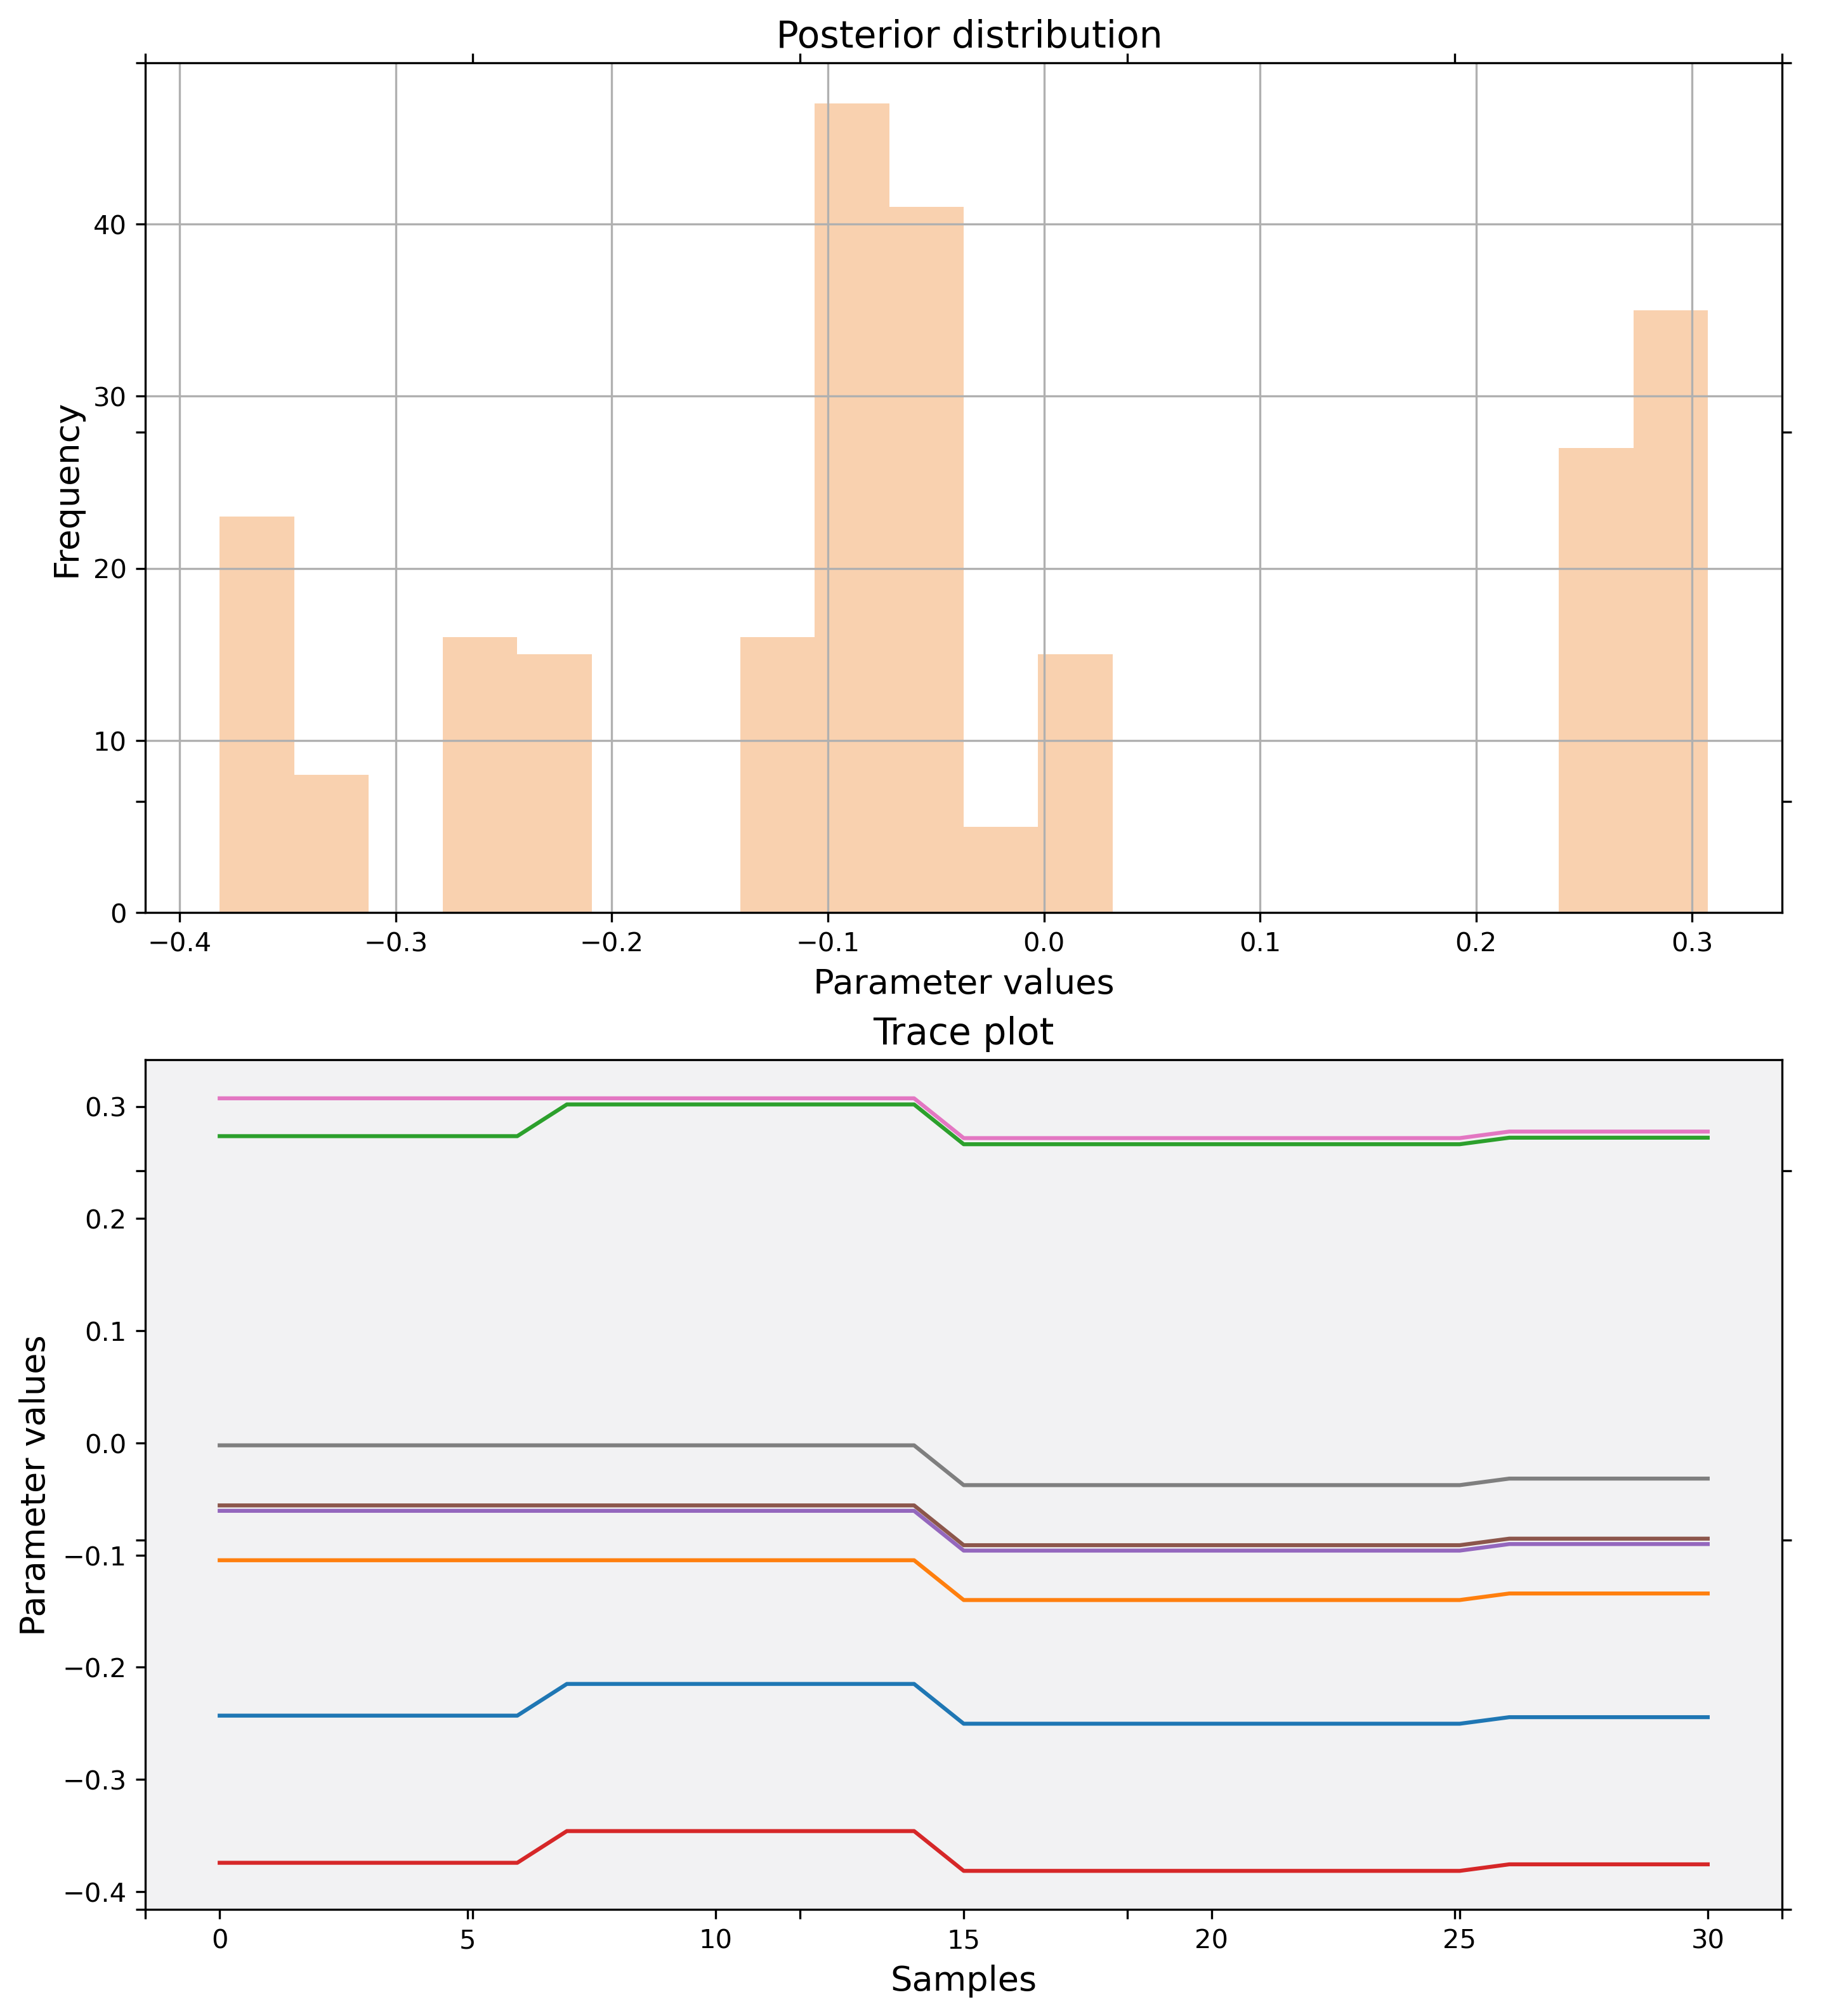 Posterior distribution
Frequency
40
30
20
10
0
−0.4 −0.3 −0.2 −0.1 0.0 0.1 0.2 0.3
Parameter values
Trace plot
Parameter values
0.3
0.2
0.1
0.0
−0.1
−0.2
−0.3
−0.4
0 5 10 15 20 25 30
Samples